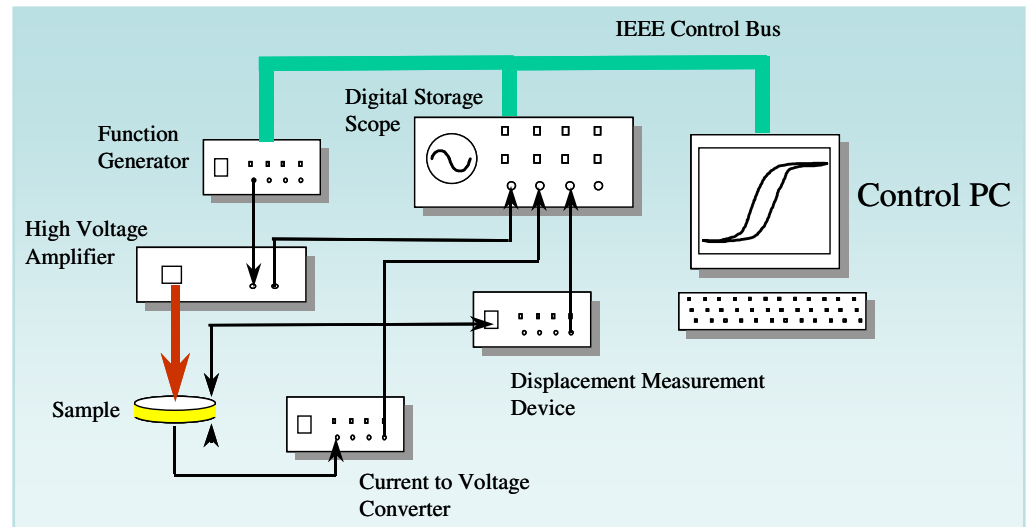 IEEE Control Bus
Digital Storage
Scope
Function
Generator
Control PC
High Voltage
Amplifier
Displacement Measurement
Device
Sample
Current to Voltage
Converter